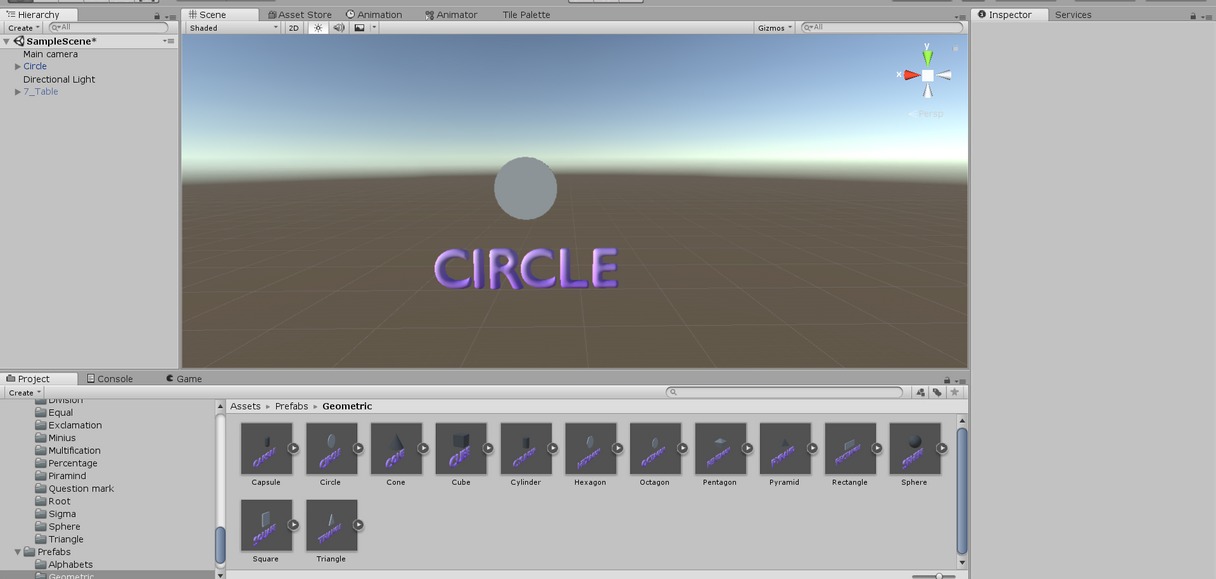 Hierarchy
Create
All
SampleScene*
Main camera
Circle
Directional Light
7_Table
Scene
Asset Store
Animation
Animator
Tile Palette
Shaded
2D
Gizmos
All
y
x
Persp
CIRCLE
Inspector
Services
Project
Console
Game
Create
Division
Equal
Exclamation
Minius
Multification
Percentage
Piramind
Question mark
Root
Sigma
Sphere
Triangle
Prefabs
Alphabets
Geometric
Assets ▸ Prefabs ▸ Geometric
Capsule
Circle
Cone
Cube
Cylinder
Hexagon
Octagon
Pentagon
Pyramid
Rectangle
Sphere
Square
Triangle